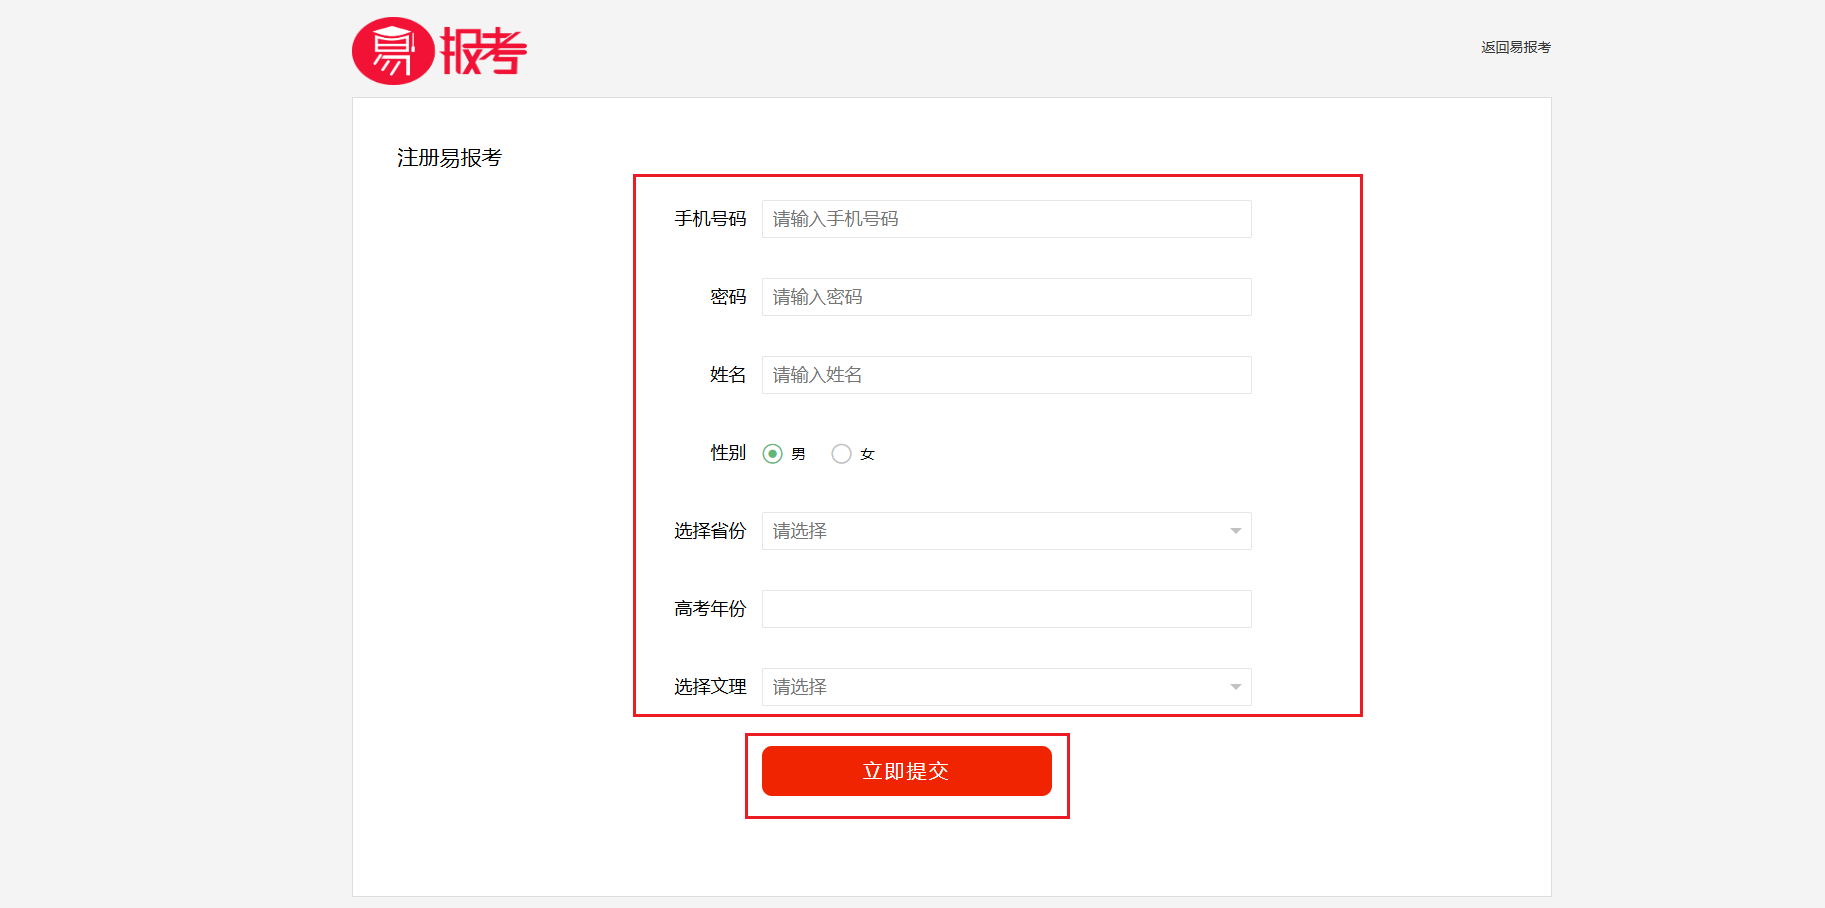 易报考
返回易报考
注册易报考
手机号码 请输入手机号码
密码 请输入密码
姓名 请输入姓名
性别 男 女
选择省份 请选择
高考年份
选择文理 请选择
立即提交